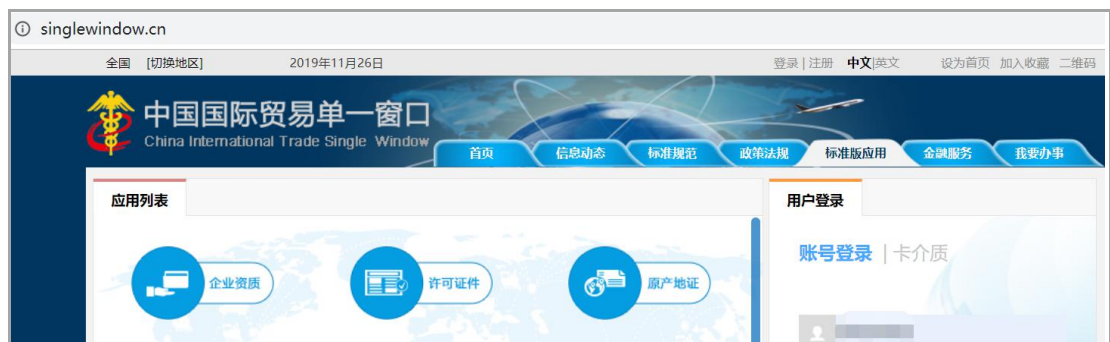 singlewindow.cn
全国 [切换地区] 2019年11月26日 登录 | 注册 中文|英文 设为首页 加入收藏 二维码
中国国际贸易单一窗口
China International Trade Single Window
首页 信息动态 标准规范 政策法规 标准版应用 金融服务 我要办事
应用列表 用户登录
账号登录 | 卡介质
企业资质 许可证件 原产地证